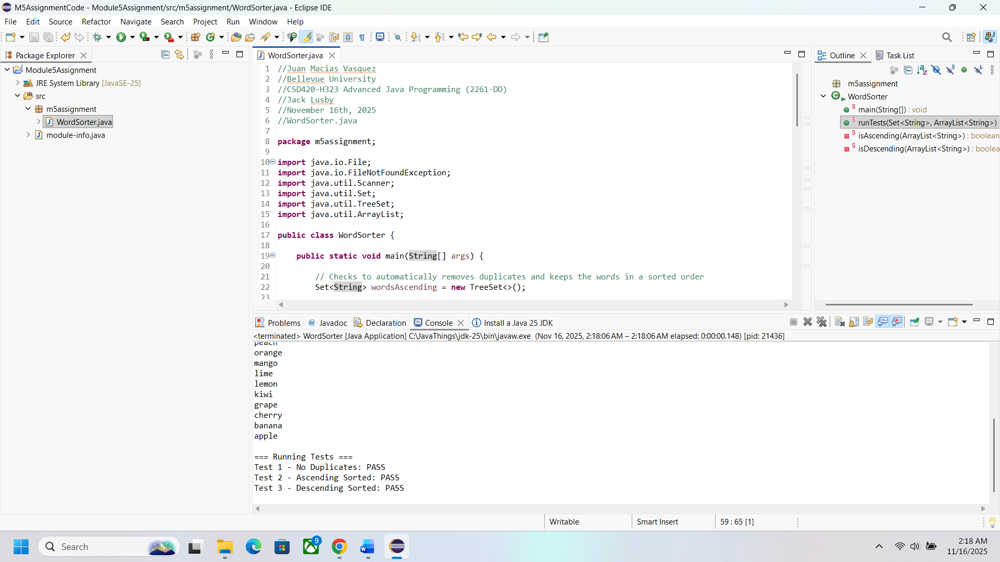 M5AssignmentCode - Module5Assignment/src/m5assignment/WordSorter.java - Eclipse IDE
File Edit Source Refactor Navigate Search Project Run Window Help
Package Explorer
Module5Assignment
JRE System Library [JavaSE-25]
src
m5assignment
WordSorter.java
module-info.java
WordSorter.java
1 //Juan Macias Vasquez
2 //Bellevue University
3 //CSD420-H323 Advanced Java Programming (2261-DD)
4 //Jack Lusby
5 //November 16th, 2025
6 //WordSorter.java
7
8 package m5assignment;
9
10 import java.io.File;
11 import java.io.FileNotFoundException;
12 import java.util.Scanner;
13 import java.util.Set;
14 import java.util.TreeSet;
15 import java.util.ArrayList;
16
17 public class WordSorter {
18
19 public static void main(String[] args) {
20
21 // Checks to automatically removes duplicates and keeps the words in a sorted order
22 Set<String> wordsAscending = new TreeSet<>();
23
Outline Task List
m5assignment
WordSorter
main(String[]) : void
runTests(Set<String>, ArrayList<String>)
isAscending(ArrayList<String>) : boolean
isDescending(ArrayList<String>) : boolea
Problems Javadoc Declaration Console Install a Java 25 JDK
<terminated> WordSorter [Java Application] C:\JavaThings\jdk-25\bin\javaw.exe (Nov 16, 2025, 2:18:06 AM – 2:18:06 AM elapsed: 0:00:00.148) [pid: 21436]
peach
orange
mango
lime
lemon
kiwi
grape
cherry
banana
apple
=== Running Tests ===
Test 1 - No Duplicates: PASS
Test 2 - Ascending Sorted: PASS
Test 3 - Descending Sorted: PASS
Writable Smart Insert 59 : 65 [1]
Search
9
2:18 AM
11/16/2025